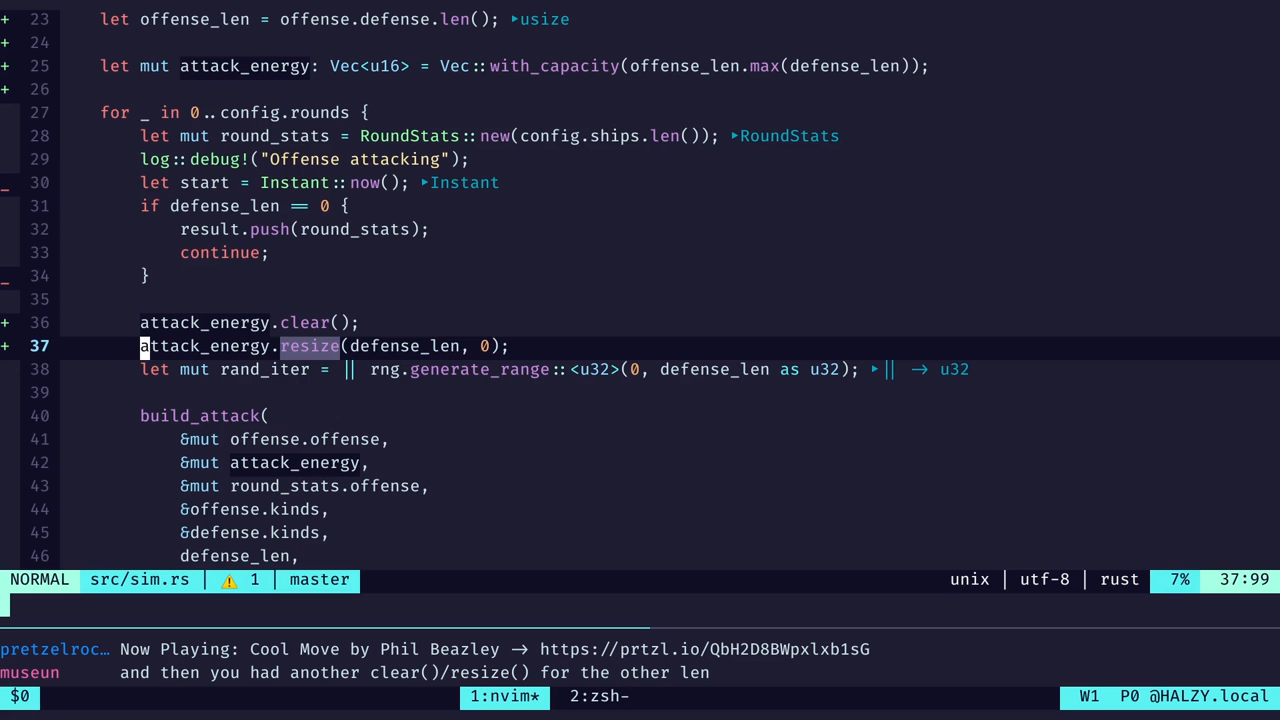 + 23 let offense_len = offense.defense.len(); ▸usize
+ 24
+ 25 let mut attack_energy: Vec<u16> = Vec::with_capacity(offense_len.max(defense_len));
+ 26
27 for _ in 0..config.rounds {
28 let mut round_stats = RoundStats::new(config.ships.len()); ▸RoundStats
29 log::debug!("Offense attacking");
_ 30 let start = Instant::now(); ▸Instant
31 if defense_len == 0 {
32 result.push(round_stats);
33 continue;
_ 34 }
35
+ 36 attack_energy.clear();
+ 37 attack_energy.resize(defense_len, 0);
38 let mut rand_iter = || rng.generate_range::<u32>(0, defense_len as u32); ▸|| -> u32
39
40 build_attack(
41 &mut offense.offense,
42 &mut attack_energy,
43 &mut round_stats.offense,
44 &offense.kinds,
45 &defense.kinds,
46 defense_len,
NORMAL src/sim.rs | ⚠ 1 | master unix | utf-8 | rust 7% 37:99
pretzelroc… Now Playing: Cool Move by Phil Beazley -> https://prtzl.io/QbH2D8BWpxlxb1sG
museun and then you had another clear()/resize() for the other len
$0 1:nvim* 2:zsh- W1 P0 @HALZY.local